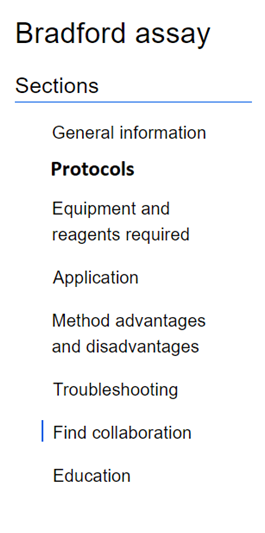 Bradford assay
Sections
General information
Protocols
Equipment and
reagents required
Application
Method advantages
and disadvantages
Troubleshooting
Find collaboration
Education